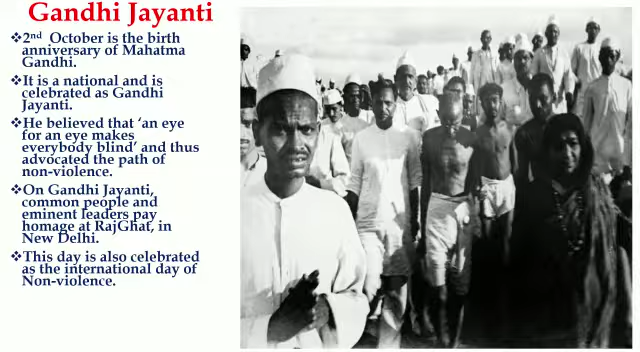 Gandhi Jayanti
❖2nd October is the birth
anniversary of Mahatma
Gandhi.
❖It is a national and is
celebrated as Gandhi
Jayanti.
❖He believed that ‘an eye
for an eye makes
everybody blind’ and thus
advocated the path of
non-violence.
❖On Gandhi Jayanti,
common people and
eminent leaders pay
homage at RajGhat, in
New Delhi.
❖This day is also celebrated
as the international day of
Non-violence.